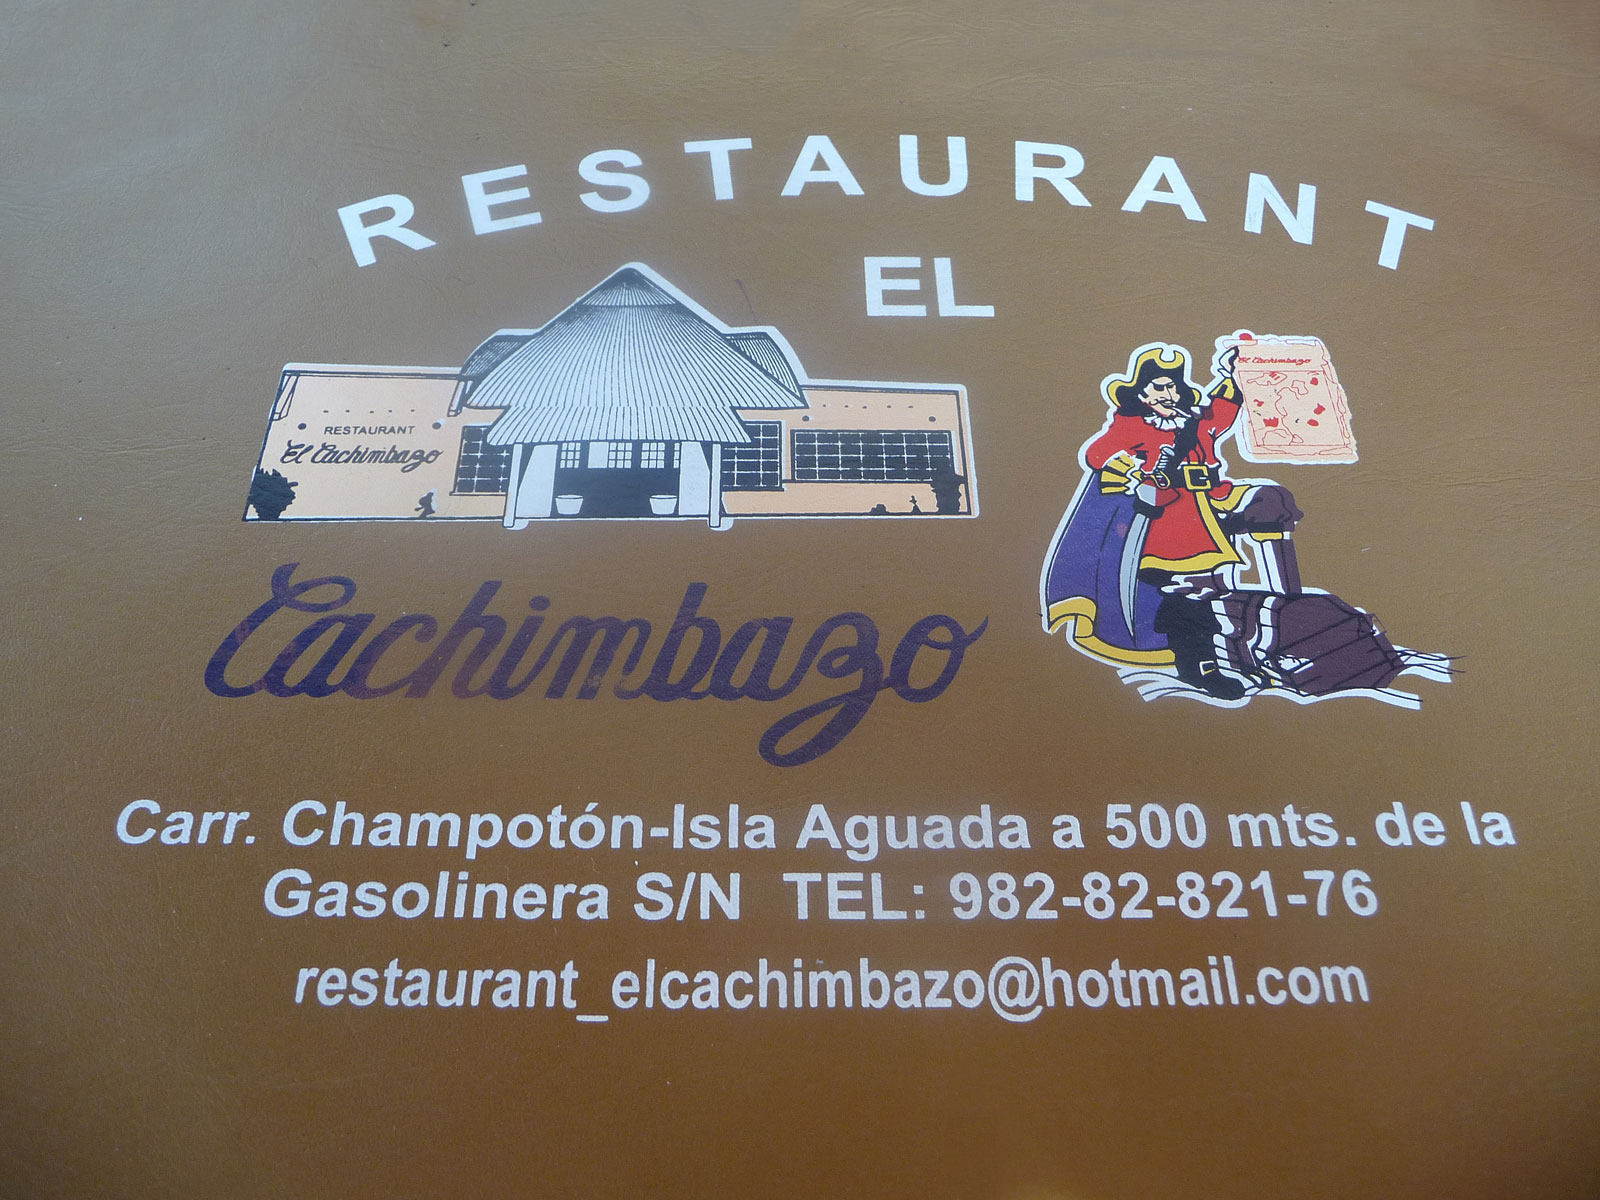 RESTAURANT
EL
RESTAURANT
El Cachimbazo
El Cachimbazo
Cachimbazo
Carr. Champotón-Isla Aguada a 500 mts. de la
Gasolinera S/N TEL: 982-82-821-76
restaurant_elcachimbazo@hotmail.com